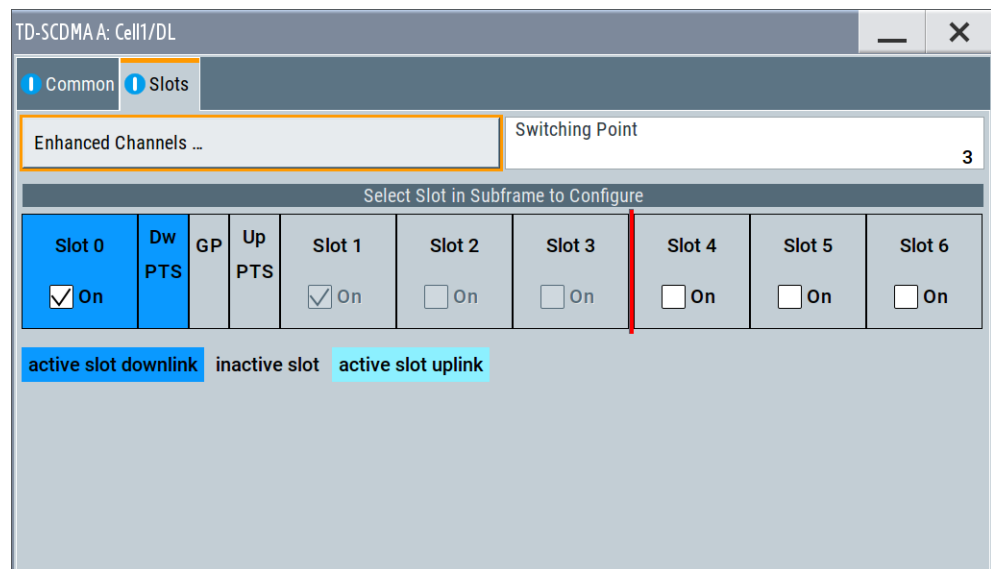 TD-SCDMA A: Cell1/DL
Common Slots
Enhanced Channels ...
Switching Point
3
Select Slot in Subframe to Configure
Slot 0 Dw PTS GP Up PTS Slot 1 Slot 2 Slot 3 Slot 4 Slot 5 Slot 6
On On On On On On On
active slot downlink inactive slot active slot uplink